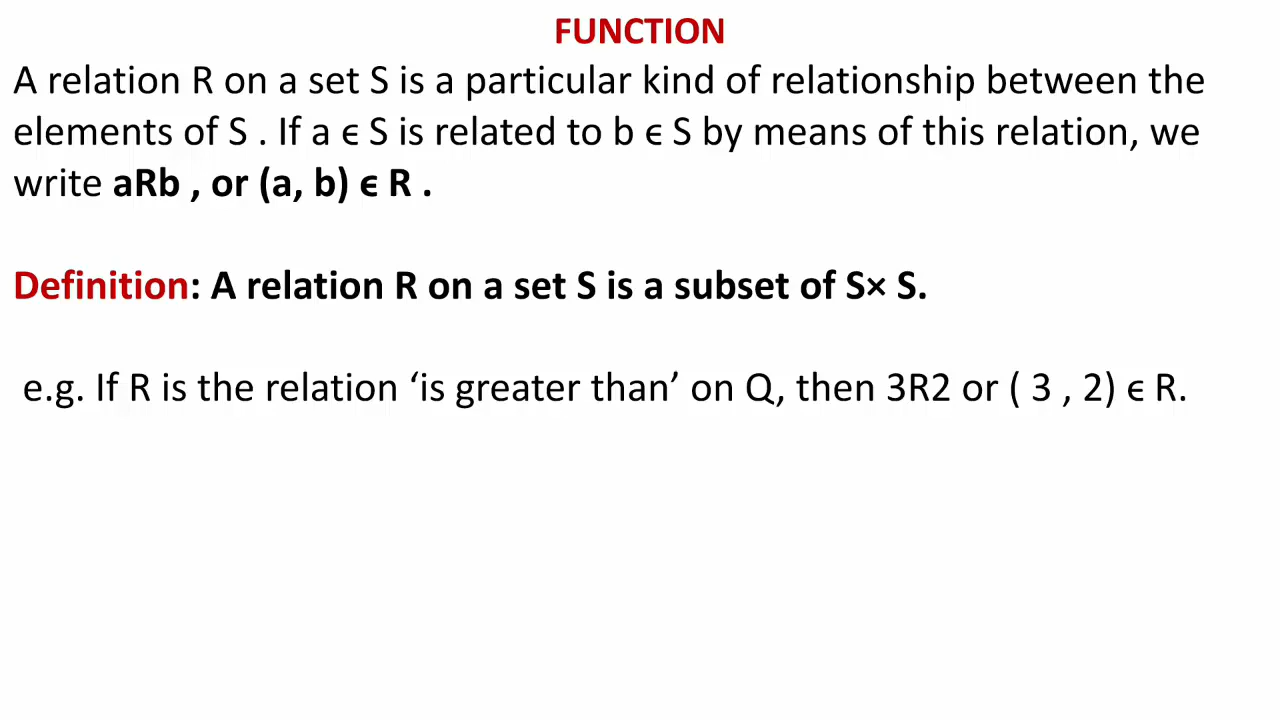 FUNCTION
A relation R on a set S is a particular kind of relationship between the
elements of S . If a ϵ S is related to b ϵ S by means of this relation, we
write aRb , or (a, b) ϵ R .
Definition: A relation R on a set S is a subset of S× S.
e.g. If R is the relation ‘is greater than’ on Q, then 3R2 or ( 3 , 2) ϵ R.